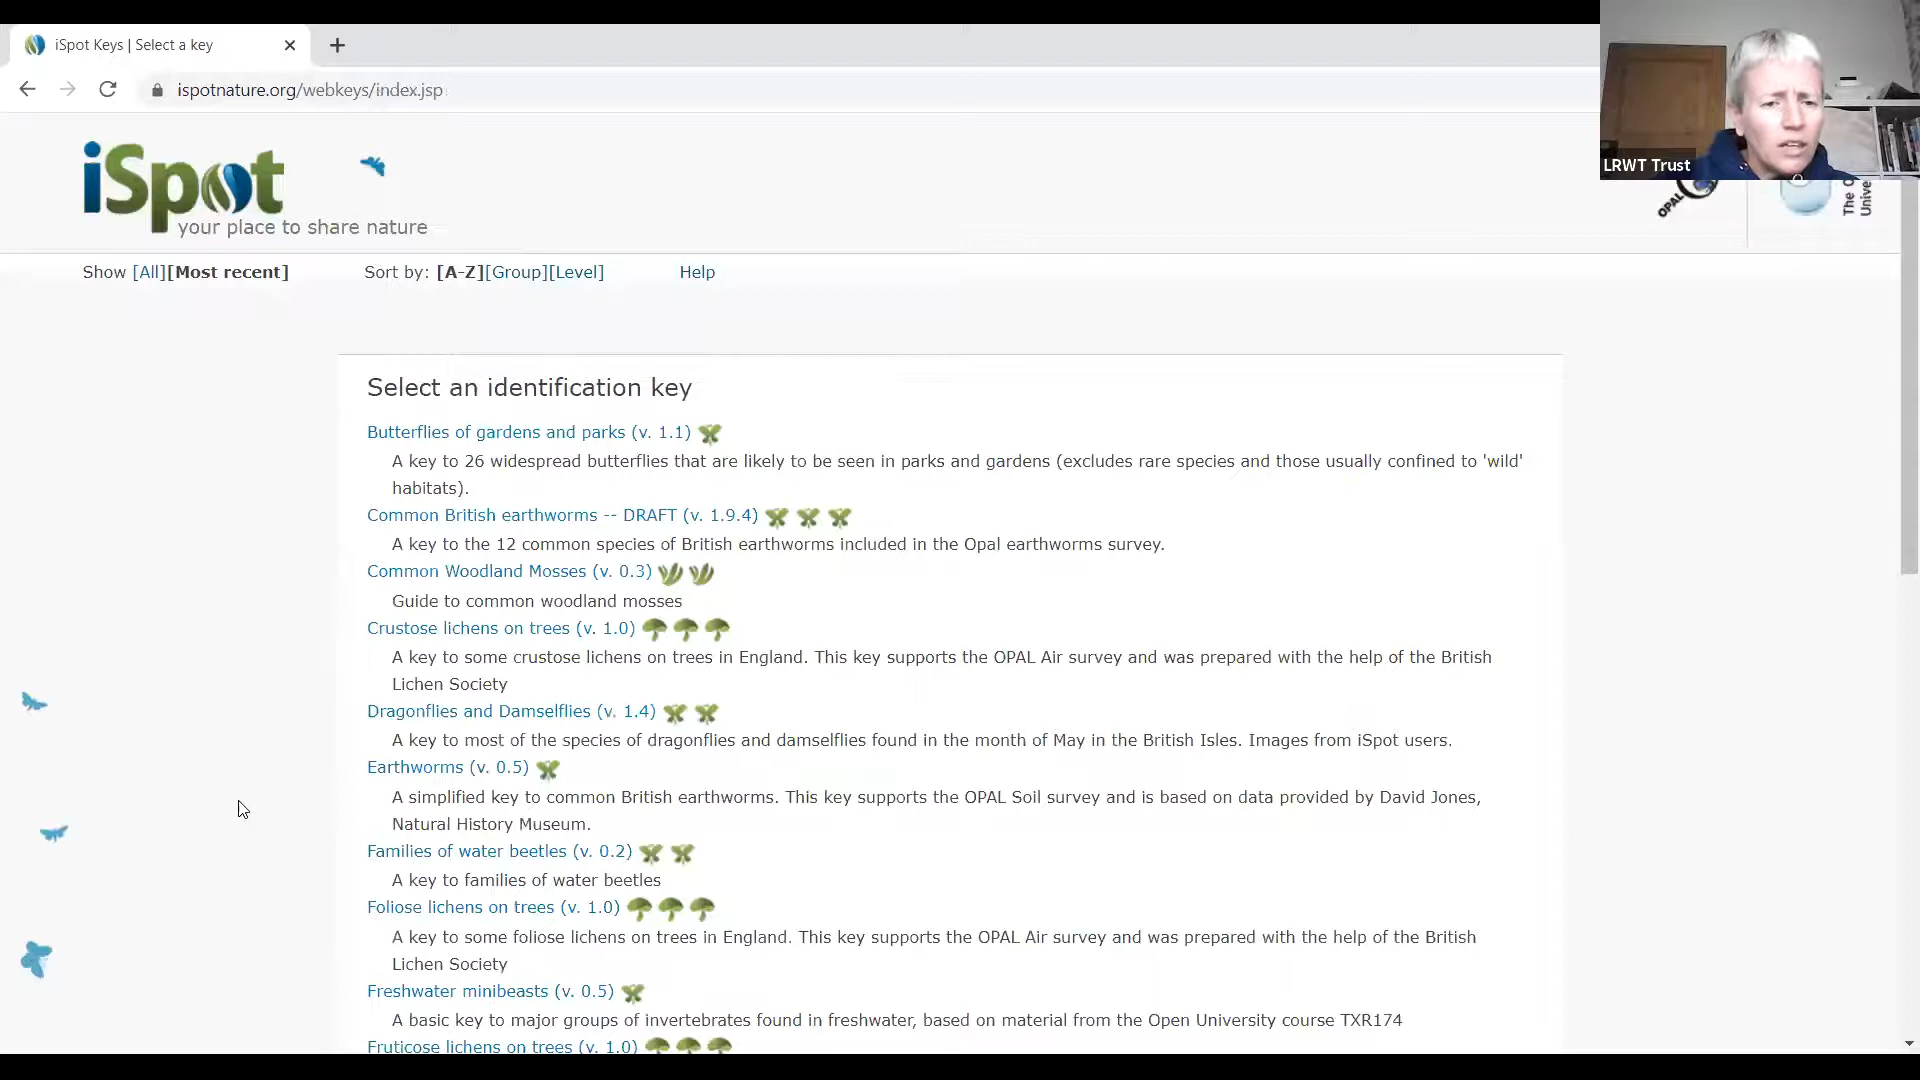 iSpot Keys | Select a key
ispotnature.org/webkeys/index.jsp
LRWT Trust
iSpot
your place to share nature
OPAL
The O
Unive
Show [All][Most recent] Sort by: [A-Z][Group][Level] Help
Select an identification key
Butterflies of gardens and parks (v. 1.1)
A key to 26 widespread butterflies that are likely to be seen in parks and gardens (excludes rare species and those usually confined to 'wild'
habitats).
Common British earthworms -- DRAFT (v. 1.9.4)
A key to the 12 common species of British earthworms included in the Opal earthworms survey.
Common Woodland Mosses (v. 0.3)
Guide to common woodland mosses
Crustose lichens on trees (v. 1.0)
A key to some crustose lichens on trees in England. This key supports the OPAL Air survey and was prepared with the help of the British
Lichen Society
Dragonflies and Damselflies (v. 1.4)
A key to most of the species of dragonflies and damselflies found in the month of May in the British Isles. Images from iSpot users.
Earthworms (v. 0.5)
A simplified key to common British earthworms. This key supports the OPAL Soil survey and is based on data provided by David Jones,
Natural History Museum.
Families of water beetles (v. 0.2)
A key to families of water beetles
Foliose lichens on trees (v. 1.0)
A key to some foliose lichens on trees in England. This key supports the OPAL Air survey and was prepared with the help of the British
Lichen Society
Freshwater minibeasts (v. 0.5)
A basic key to major groups of invertebrates found in freshwater, based on material from the Open University course TXR174
Fruticose lichens on trees (v. 1.0)